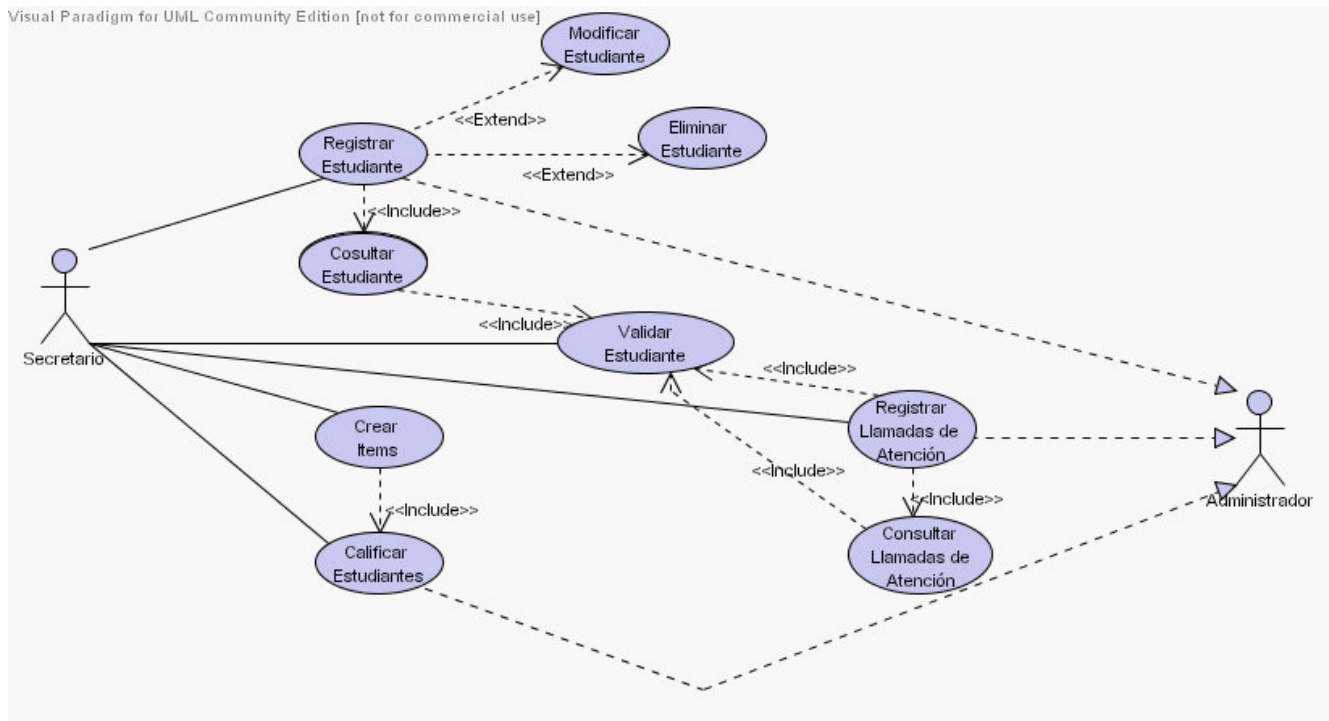 Visual Paradigm for UML Community Edition [not for commercial use]
Modificar
Estudiante
<<Extend>>
Eliminar
Estudiante
<<Extend>>
Registrar
Estudiante
<<Include>>
Cosultar
Estudiante
<<Include>>
Validar
Estudiante
Secretario
<<Include>>
Crear
Items
Registrar
Llamadas de
Atención
<<Include>>
<<Include>>
<<Include>>
Administrador
Calificar
Estudiantes
Consultar
Llamadas de
Atención